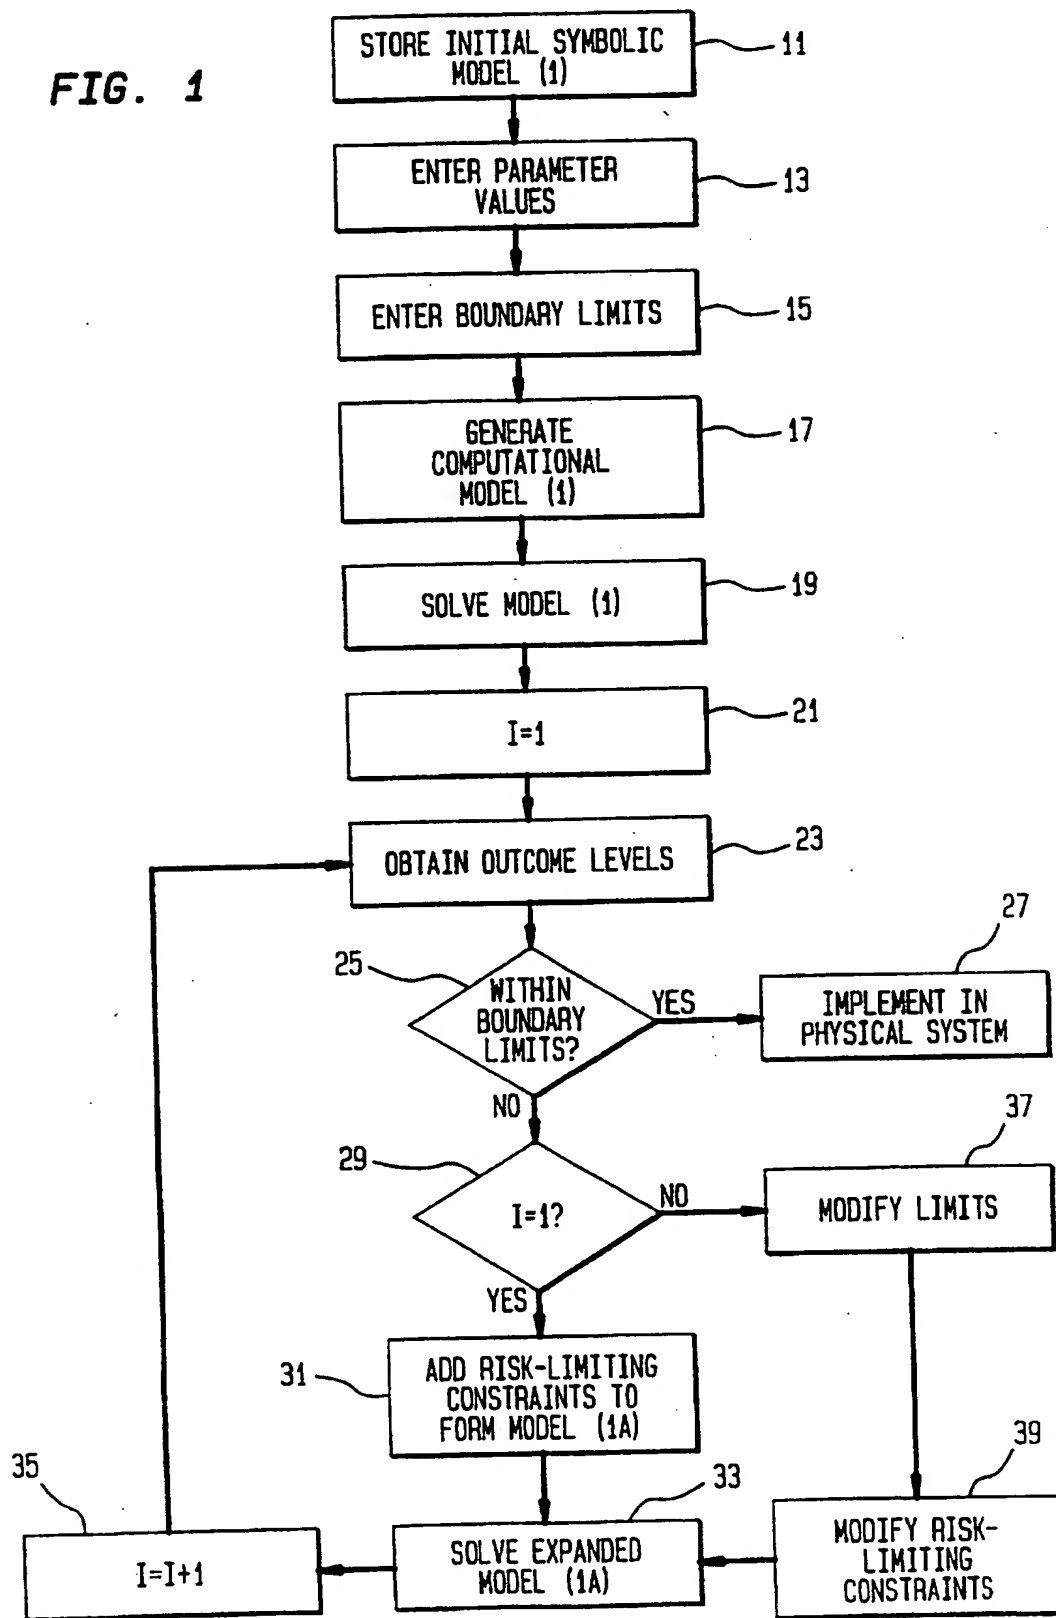 FIG. 1
STORE INITIAL SYMBOLIC
MODEL (1)
11
ENTER PARAMETER
VALUES
13
ENTER BOUNDARY LIMITS
15
GENERATE
COMPUTATIONAL
MODEL (1)
17
SOLVE MODEL (1)
19
I=1
21
OBTAIN OUTCOME LEVELS
23
25
WITHIN
BOUNDARY
LIMITS?
YES
27
IMPLEMENT IN
PHYSICAL SYSTEM
NO
29
I=1?
NO
37
MODIFY LIMITS
YES
31
ADD RISK-LIMITING
CONSTRAINTS TO
FORM MODEL (1A)
35
I=I+1
33
SOLVE EXPANDED
MODEL (1A)
39
MODIFY RISK-
LIMITING
CONSTRAINTS